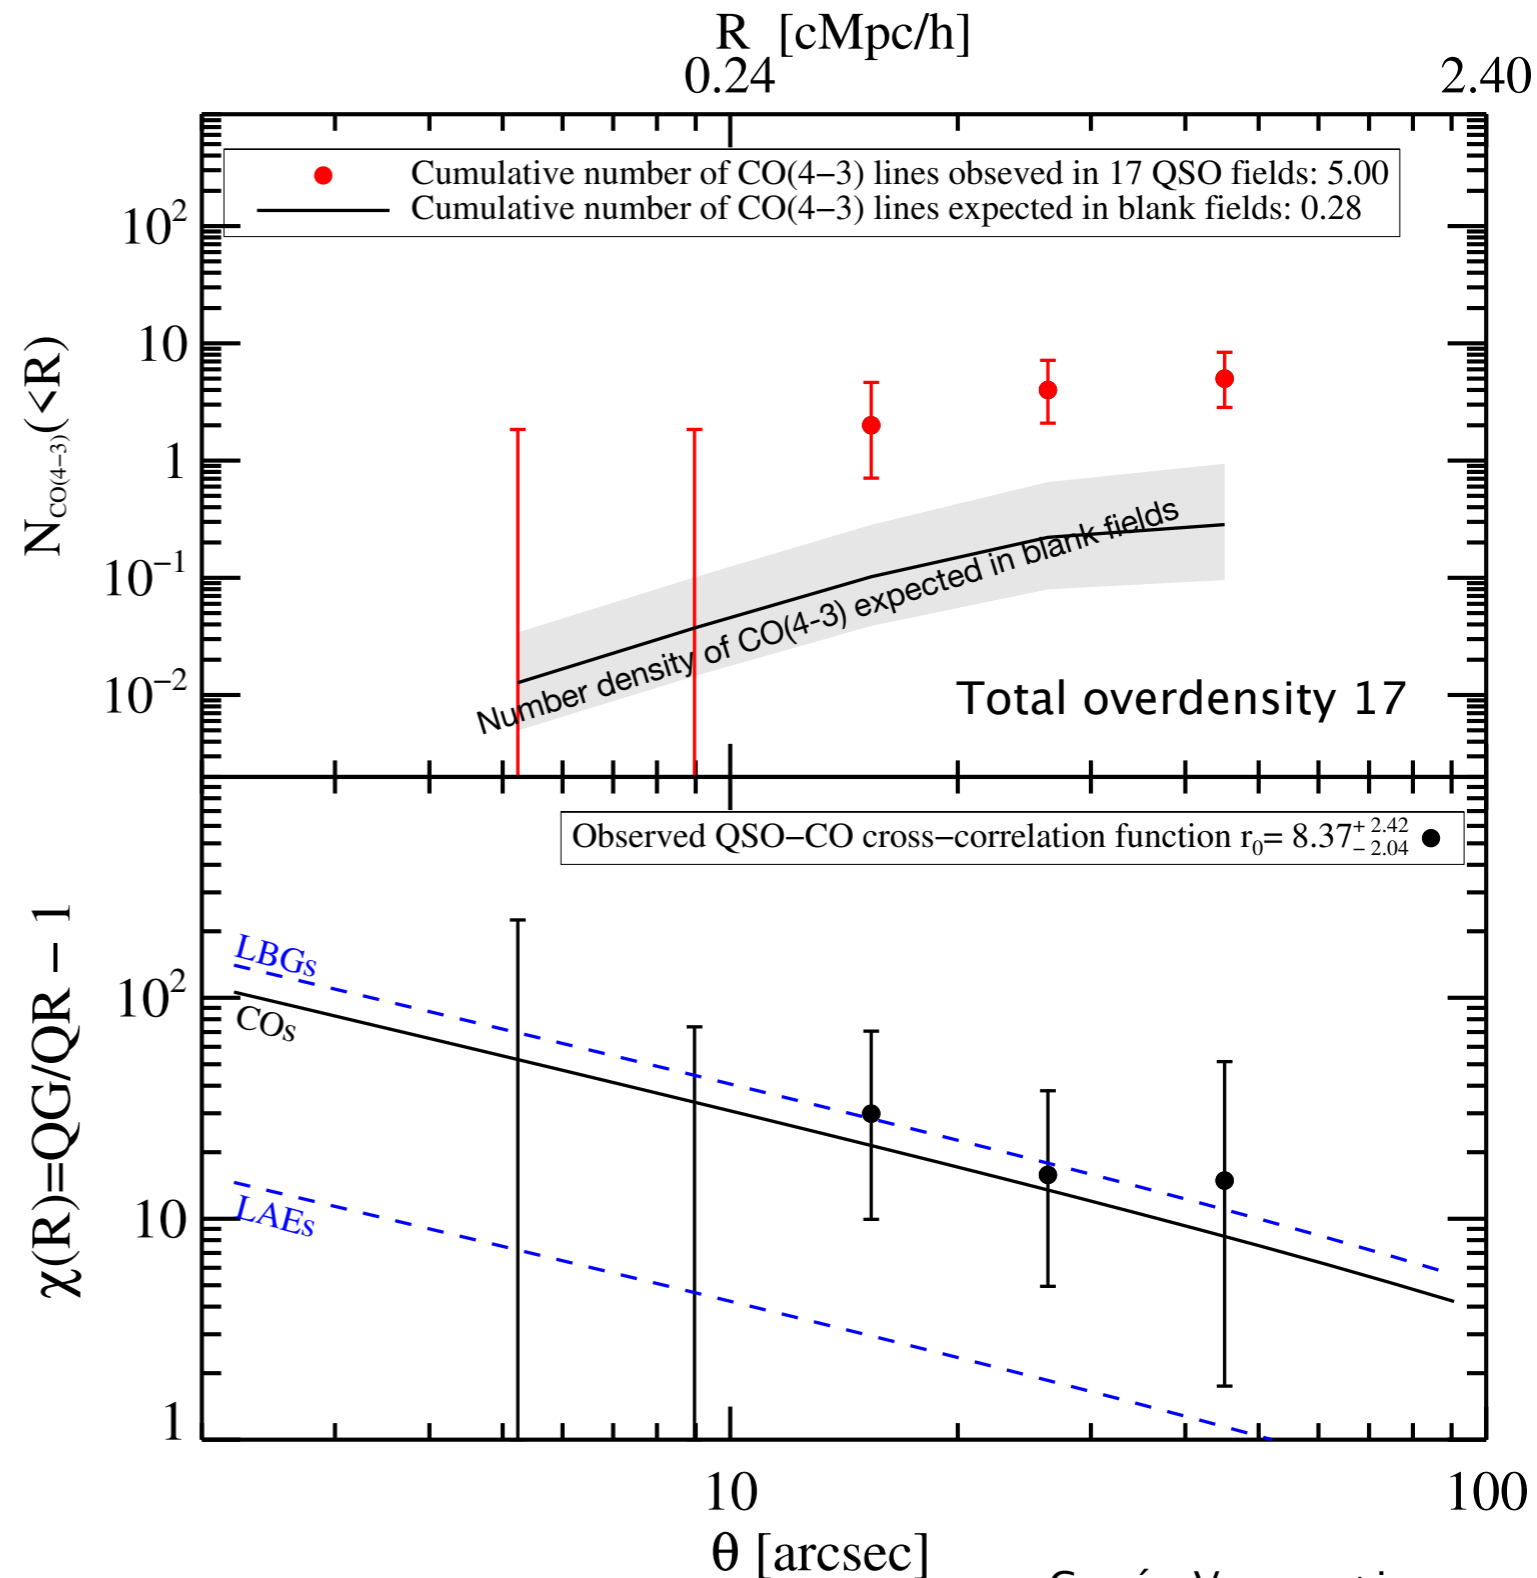 R [cMpc/h]
0.24 2.40
Cumulative number of CO(4−3) lines obseved in 17 QSO fields: 5.00
Cumulative number of CO(4−3) lines expected in blank fields: 0.28
10²
10
1
10⁻¹
10⁻²
N_CO(4−3)(<R)
Number density of CO(4-3) expected in blank fields
Total overdensity 17
Observed QSO−CO cross−correlation function r₀= 8.37 +2.42 −2.04
LBGs
COs
LAEs
10²
10
1
χ(R)=QG/QR − 1
10 100
θ [arcsec]